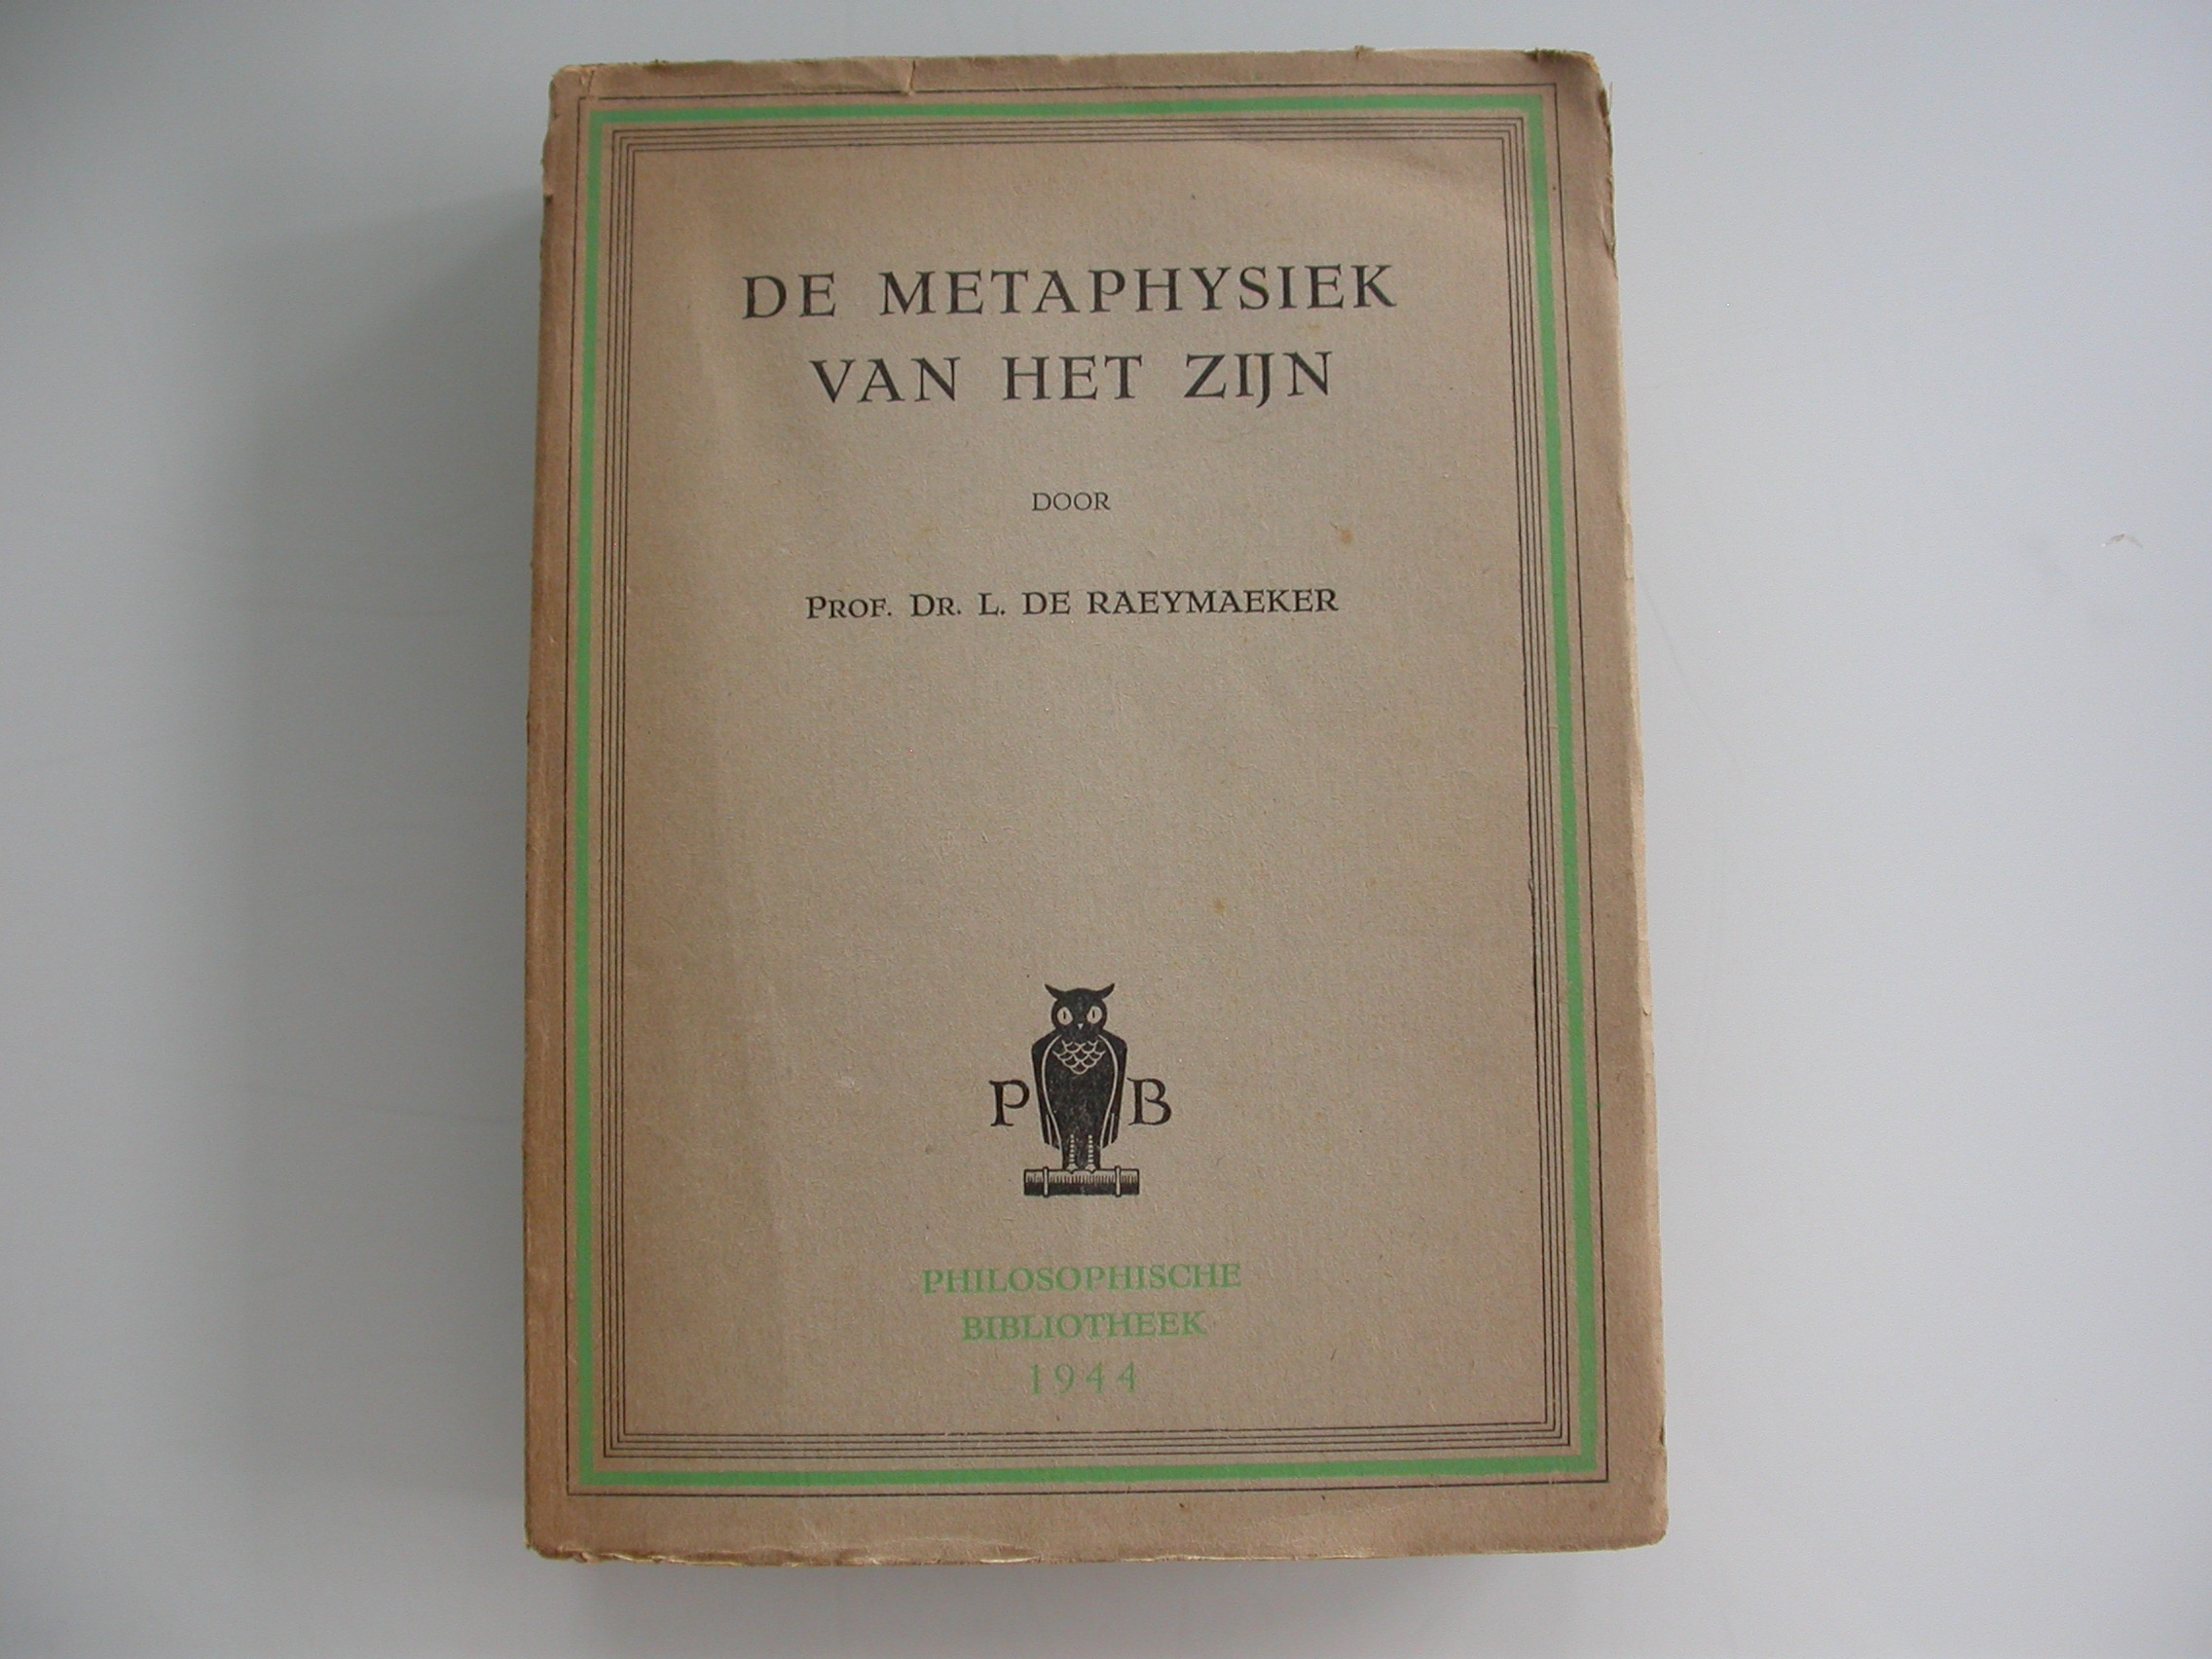 DE METAPHYSIEK
VAN HET ZIJN
DOOR
PROF. DR. L. DE RAEYMAEKER
P B
PHILOSOPHISCHE
BIBLIOTHEEK
1944